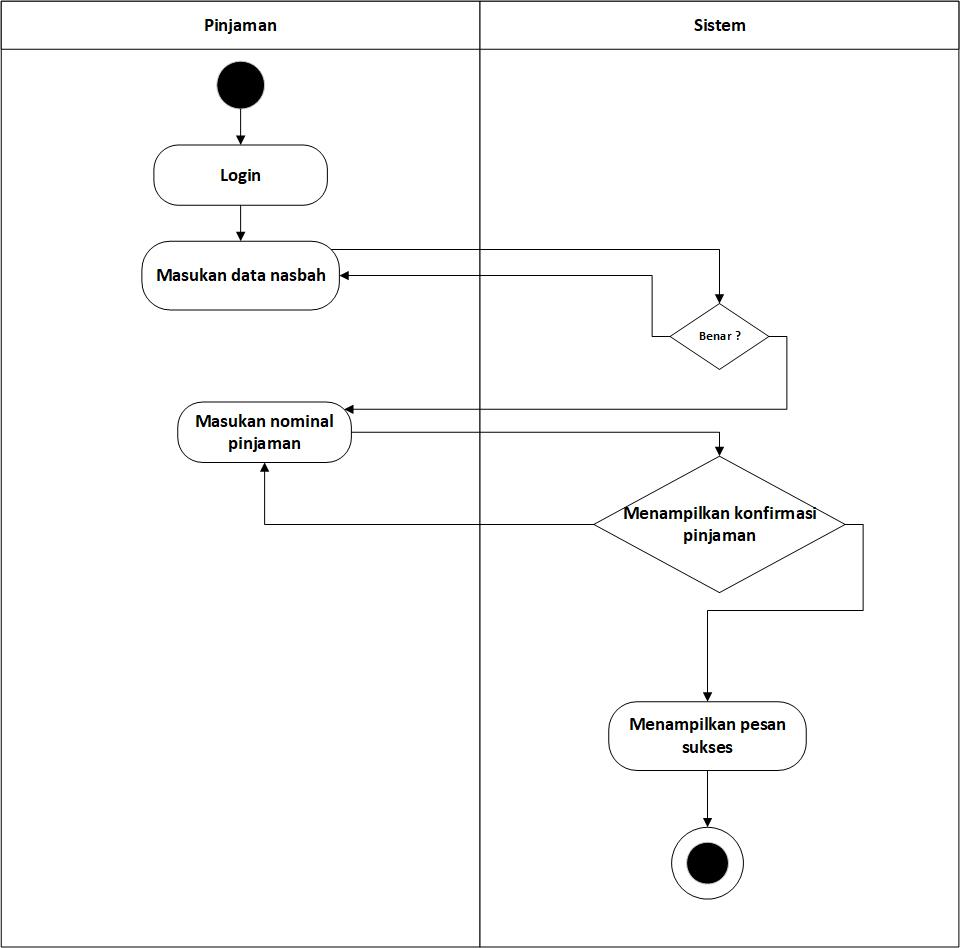 Pinjaman
Sistem
Login
Masukan data nasbah
Benar ?
Masukan nominal
pinjaman
Menampilkan konfirmasi
pinjaman
Menampilkan pesan
sukses